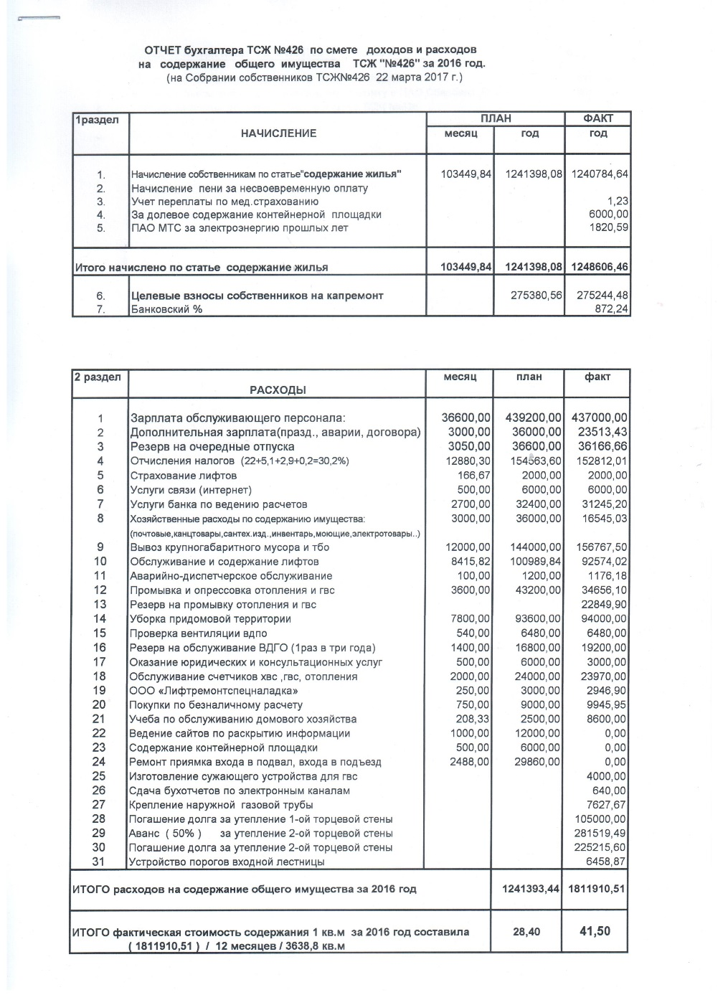 ОТЧЕТ бухгалтера ТСЖ №426 по смете доходов и расходов
на содержание общего имущества ТСЖ "№426" за 2016 год.
(на Собрании собственников ТСЖ№426 22 марта 2017 г.)
1раздел НАЧИСЛЕНИЕ ПЛАН ФАКТ
месяц год год
1. Начисление собственникам по статье"содержание жилья" 103449,84 1241398,08 1240784,64
2. Начисление пени за несвоевременную оплату
3. Учет переплаты по мед.страхованию 1,23
4. За долевое содержание контейнерной площадки 6000,00
5. ПАО МТС за электроэнергию прошлых лет 1820,59
Итого начислено по статье содержание жилья 103449,84 1241398,08 1248606,46
6. Целевые взносы собственников на капремонт 275380,56 275244,48
7. Банковский % 872,24
2 раздел РАСХОДЫ месяц план факт
1 Зарплата обслуживающего персонала: 36600,00 439200,00 437000,00
2 Дополнительная зарплата(празд., аварии, договора) 3000,00 36000,00 23513,43
3 Резерв на очередные отпуска 3050,00 36600,00 36166,66
4 Отчисления налогов (22+5,1+2,9+0,2=30,2%) 12880,30 154563,60 152812,01
5 Страхование лифтов 166,67 2000,00 2000,00
6 Услуги связи (интернет) 500,00 6000,00 6000,00
7 Услуги банка по ведению расчетов 2700,00 32400,00 31245,20
8 Хозяйственные расходы по содержанию имущества: 3000,00 36000,00 16545,03
(почтовые,канцтовары,сантех.изд.,инвентарь,моющие,электротовары..)
9 Вывоз крупногабаритного мусора и тбо 12000,00 144000,00 156767,50
10 Обслуживание и содержание лифтов 8415,82 100989,84 92574,02
11 Аварийно-диспетчерское обслуживание 100,00 1200,00 1176,18
12 Промывка и опрессовка отопления и гвс 3600,00 43200,00 34656,10
13 Резерв на промывку отопления и гвс 22849,90
14 Уборка придомовой территории 7800,00 93600,00 94000,00
15 Проверка вентиляции вдпо 540,00 6480,00 6480,00
16 Резерв на обслуживание ВДГО (1раз в три года) 1400,00 16800,00 19200,00
17 Оказание юридических и консультационных услуг 500,00 6000,00 3000,00
18 Обслуживание счетчиков хвс ,гвс, отопления 2000,00 24000,00 23970,00
19 ООО «Лифтремонтспецналадка» 250,00 3000,00 2946,90
20 Покупки по безналичному расчету 750,00 9000,00 9945,95
21 Учеба по обслуживанию домового хозяйства 208,33 2500,00 8600,00
22 Ведение сайтов по раскрытию информации 1000,00 12000,00 0,00
23 Содержание контейнерной площадки 500,00 6000,00 0,00
24 Ремонт приямка входа в подвал, входа в подъезд 2488,00 29860,00 0,00
25 Изготовление сужающего устройства для гвс 4000,00
26 Сдача бухотчетов по электронным каналам 640,00
27 Крепление наружной газовой трубы 7627,67
28 Погашение долга за утепление 1-ой торцевой стены 105000,00
29 Аванс ( 50% ) за утепление 2-ой торцевой стены 281519,49
30 Погашение долга за утепление 2-ой торцевой стены 225215,60
31 Устройство порогов входной лестницы 6458,87
ИТОГО расходов на содержание общего имущества за 2016 год 1241393,44 1811910,51
ИТОГО фактическая стоимость содержания 1 кв.м за 2016 год составила 28,40 41,50
( 1811910,51 ) / 12 месяцев / 3638,8 кв.м